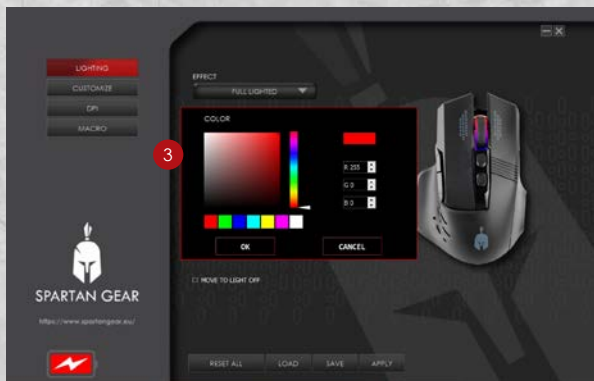 LIGHTING
CUSTOMIZE
DPI
MACRO
EFFECT
FULL LIGHTED
COLOR
3
R 255
G 0
B 0
OK
CANCEL
MOVE TO LIGHT OFF
SPARTAN GEAR
https://www.spartangear.eu/
RESET ALL
LOAD
SAVE
APPLY